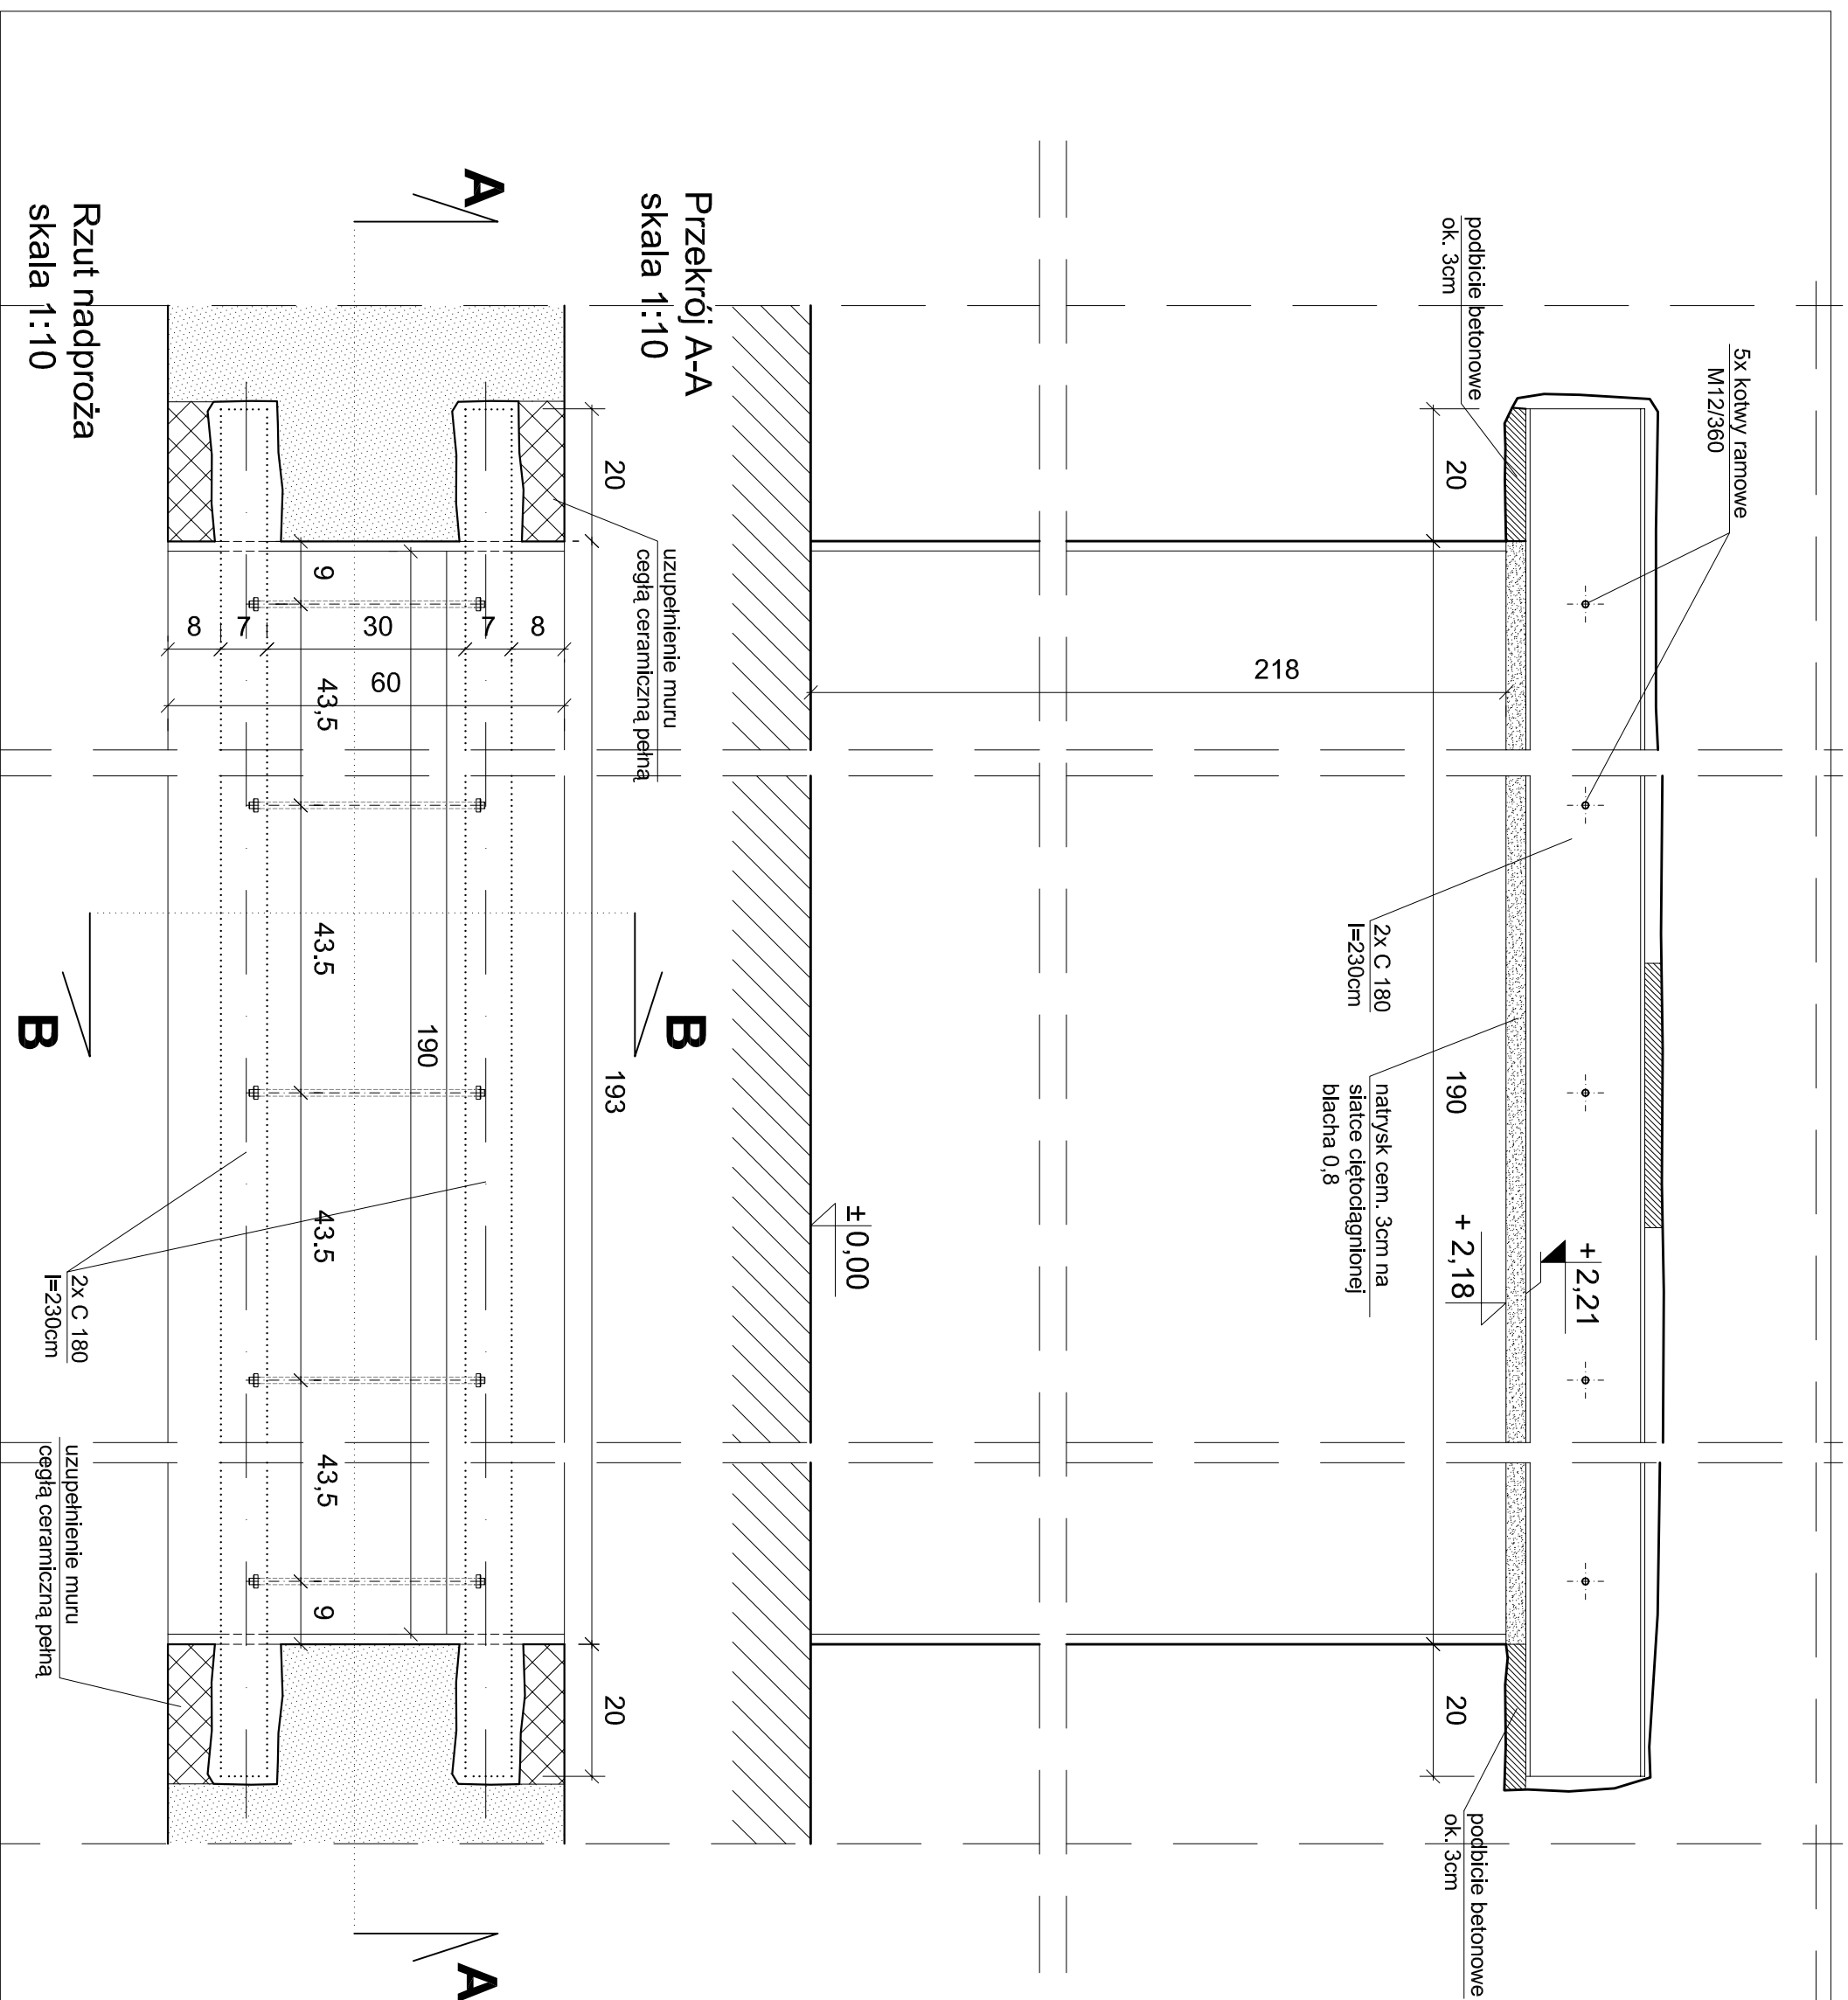 5x kotwy ramowe
M12/360
podbicie betonowe
ok. 3cm
podbicie betonowe
ok. 3cm
+ 2,21
+ 2,18
20
190
20
2x C 180
l=230cm
natrysk cem. 3cm na
siatce ciętociągnionej
blacha 0,8
218
± 0,00
Przekrój A-A
skala 1:10
B
uzupełnienie muru
cegłą ceramiczną pełną
20
193
20
A
A
8
7
30
7
8
60
190
9
43,5
43.5
43.5
43,5
9
2x C 180
l=230cm
uzupełnienie muru
cegłą ceramiczną pełną
B
Rzut nadproża
skala 1:10